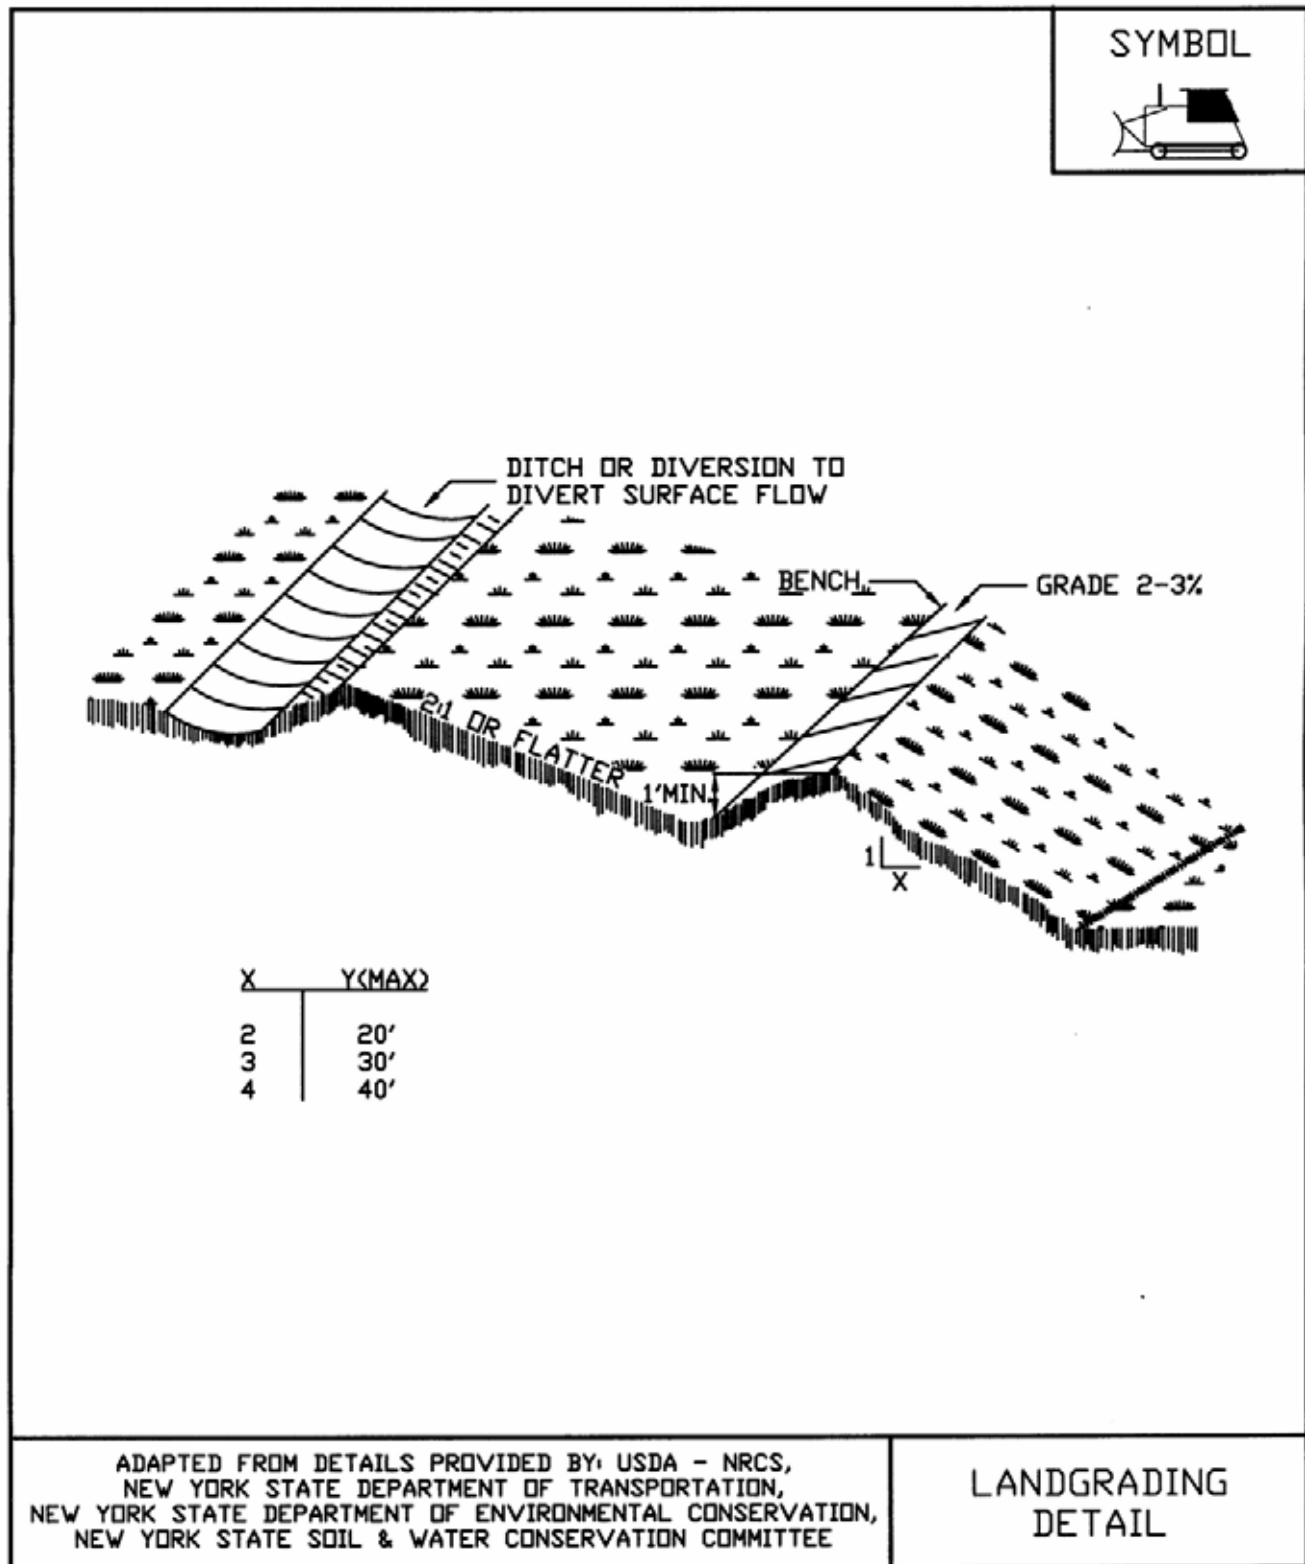 SYMBOL
DITCH OR DIVERSION TO
DIVERT SURFACE FLOW
BENCH
GRADE 2-3%
2:1 OR FLATTER
1'MIN.
1
X
X Y(MAX)
2 20'
3 30'
4 40'
ADAPTED FROM DETAILS PROVIDED BY: USDA - NRCS,
NEW YORK STATE DEPARTMENT OF TRANSPORTATION,
NEW YORK STATE DEPARTMENT OF ENVIRONMENTAL CONSERVATION,
NEW YORK STATE SOIL & WATER CONSERVATION COMMITTEE
LANDGRADING
DETAIL